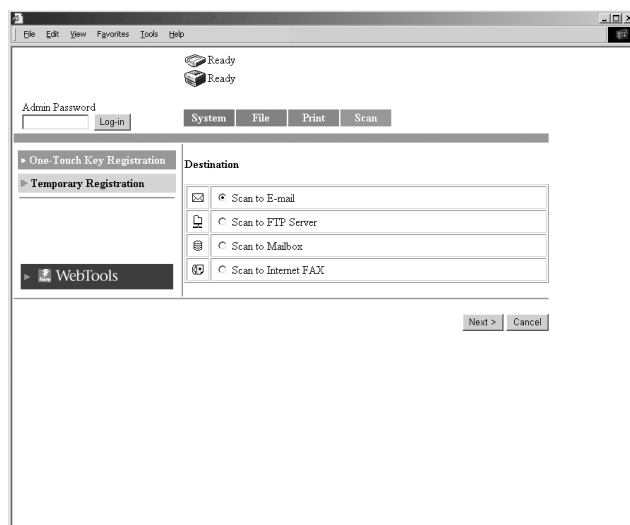 File Edit View Favorites Tools Help
Ready
Ready
Admin Password
Log-in
System File Print Scan
One-Touch Key Registration
Temporary Registration
WebTools
Destination
Scan to E-mail
Scan to FTP Server
Scan to Mailbox
Scan to Internet FAX
Next > Cancel